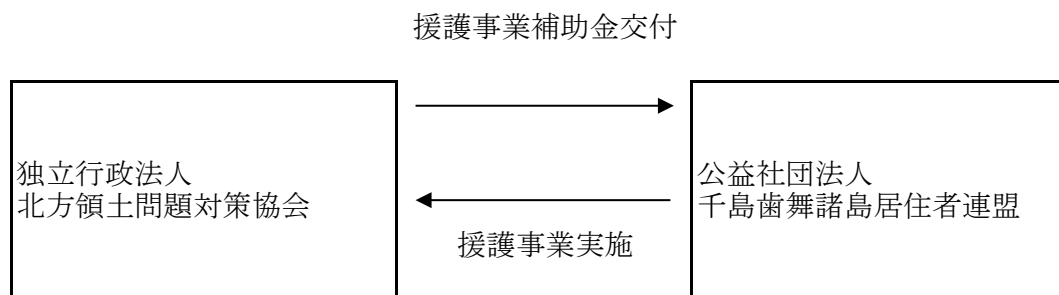 援護事業補助金交付
独立行政法人
北方領土問題対策協会
公益社団法人
千島歯舞諸島居住者連盟
援護事業実施